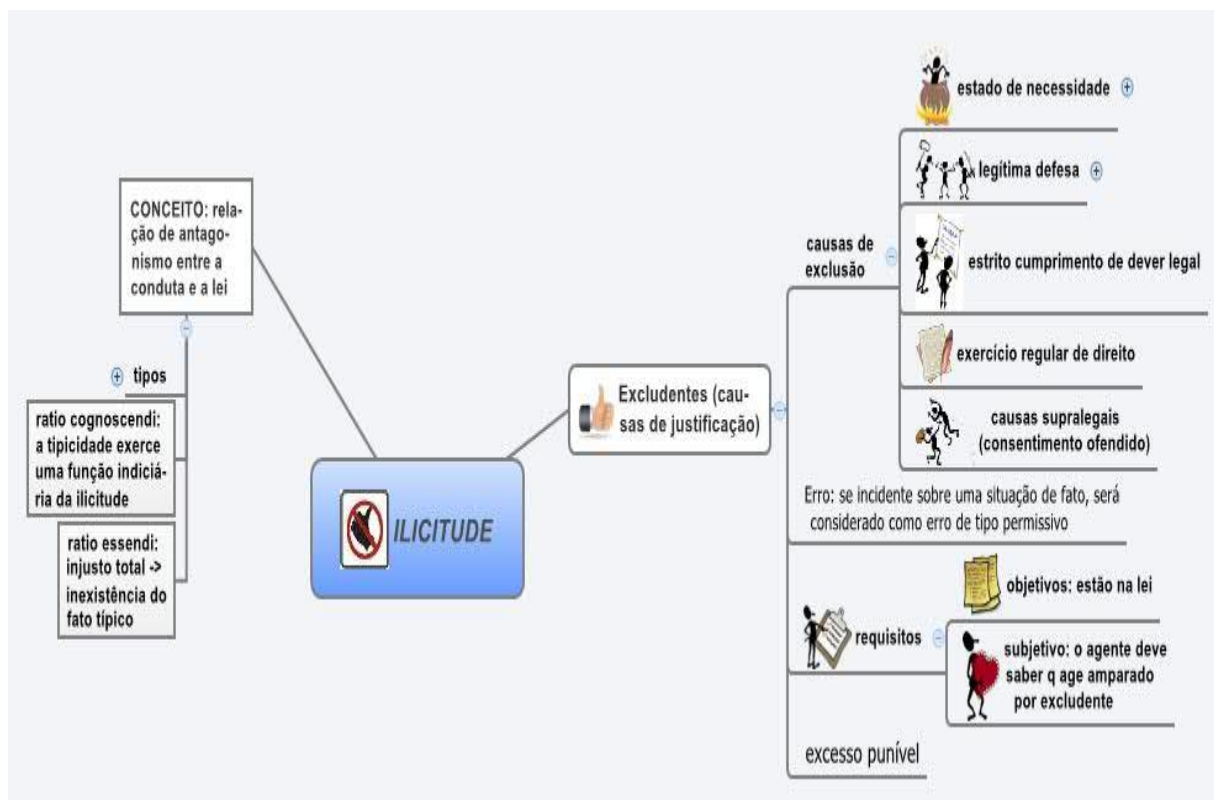 CONCEITO: rela-
ção de antago-
nismo entre a
conduta e a lei
tipos
ratio cognoscendi:
a tipicidade exerce
uma função indiciá-
ria da ilicitude
ratio essendi:
injusto total ->
inexistência do
fato típico
ILICITUDE
Excludentes (cau-
sas de justificação)
causas de
exclusão
estado de necessidade
legítima defesa
estrito cumprimento de dever legal
exercício regular de direito
causas supralegais
(consentimento ofendido)
Erro: se incidente sobre uma situação de fato, será
considerado como erro de tipo permissivo
requisitos
objetivos: estão na lei
subjetivo: o agente deve
saber q age amparado
por excludente
excesso punível